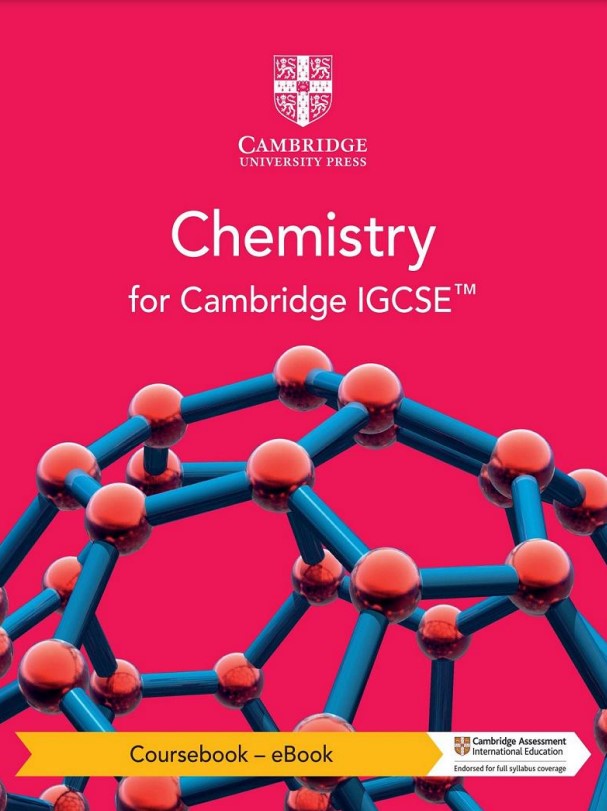 CAMBRIDGE
UNIVERSITY PRESS
Chemistry
for Cambridge IGCSE™
Coursebook – eBook
Cambridge Assessment
International Education
Endorsed for full syllabus coverage